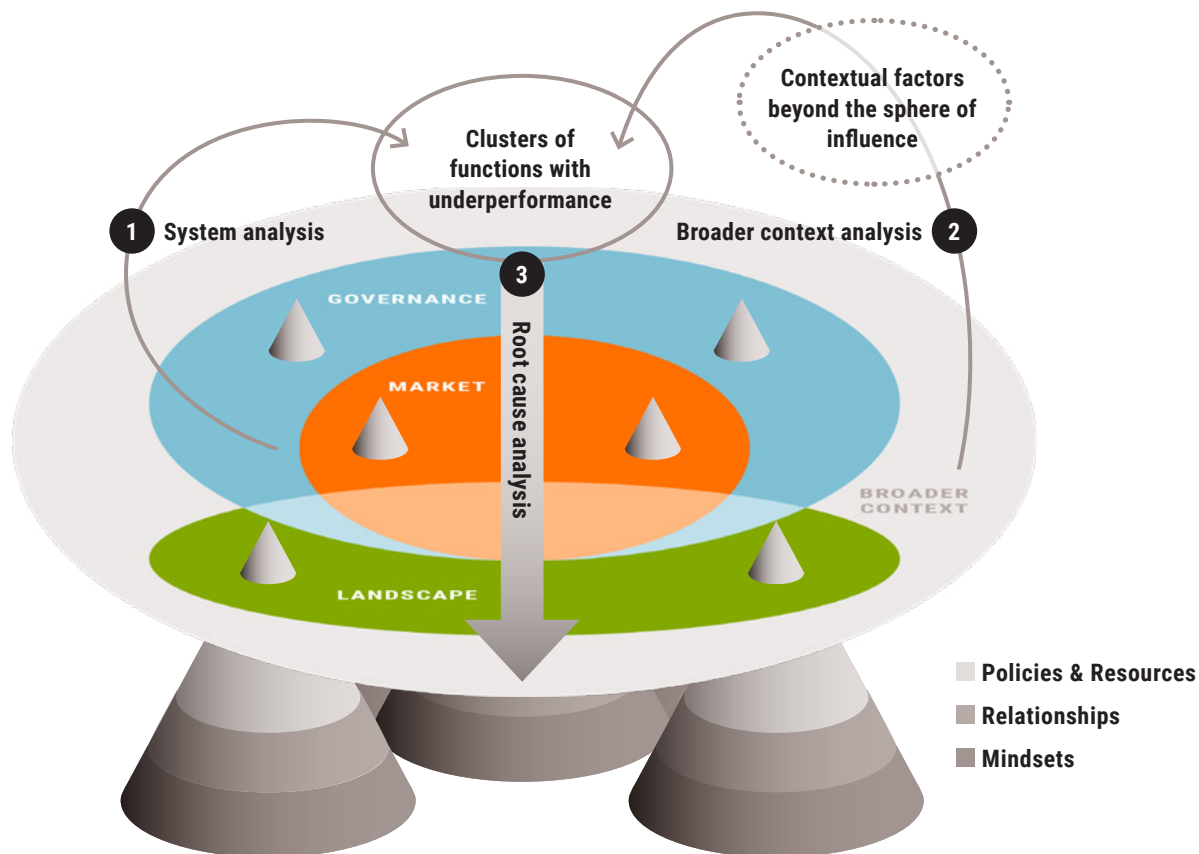 Contextual factors
beyond the sphere of
influence
Clusters of
functions with
underperformance
1 System analysis
Broader context analysis 2
3
GOVERNANCE
Root cause analysis
MARKET
BROADER
CONTEXT
LANDSCAPE
Policies & Resources
Relationships
Mindsets